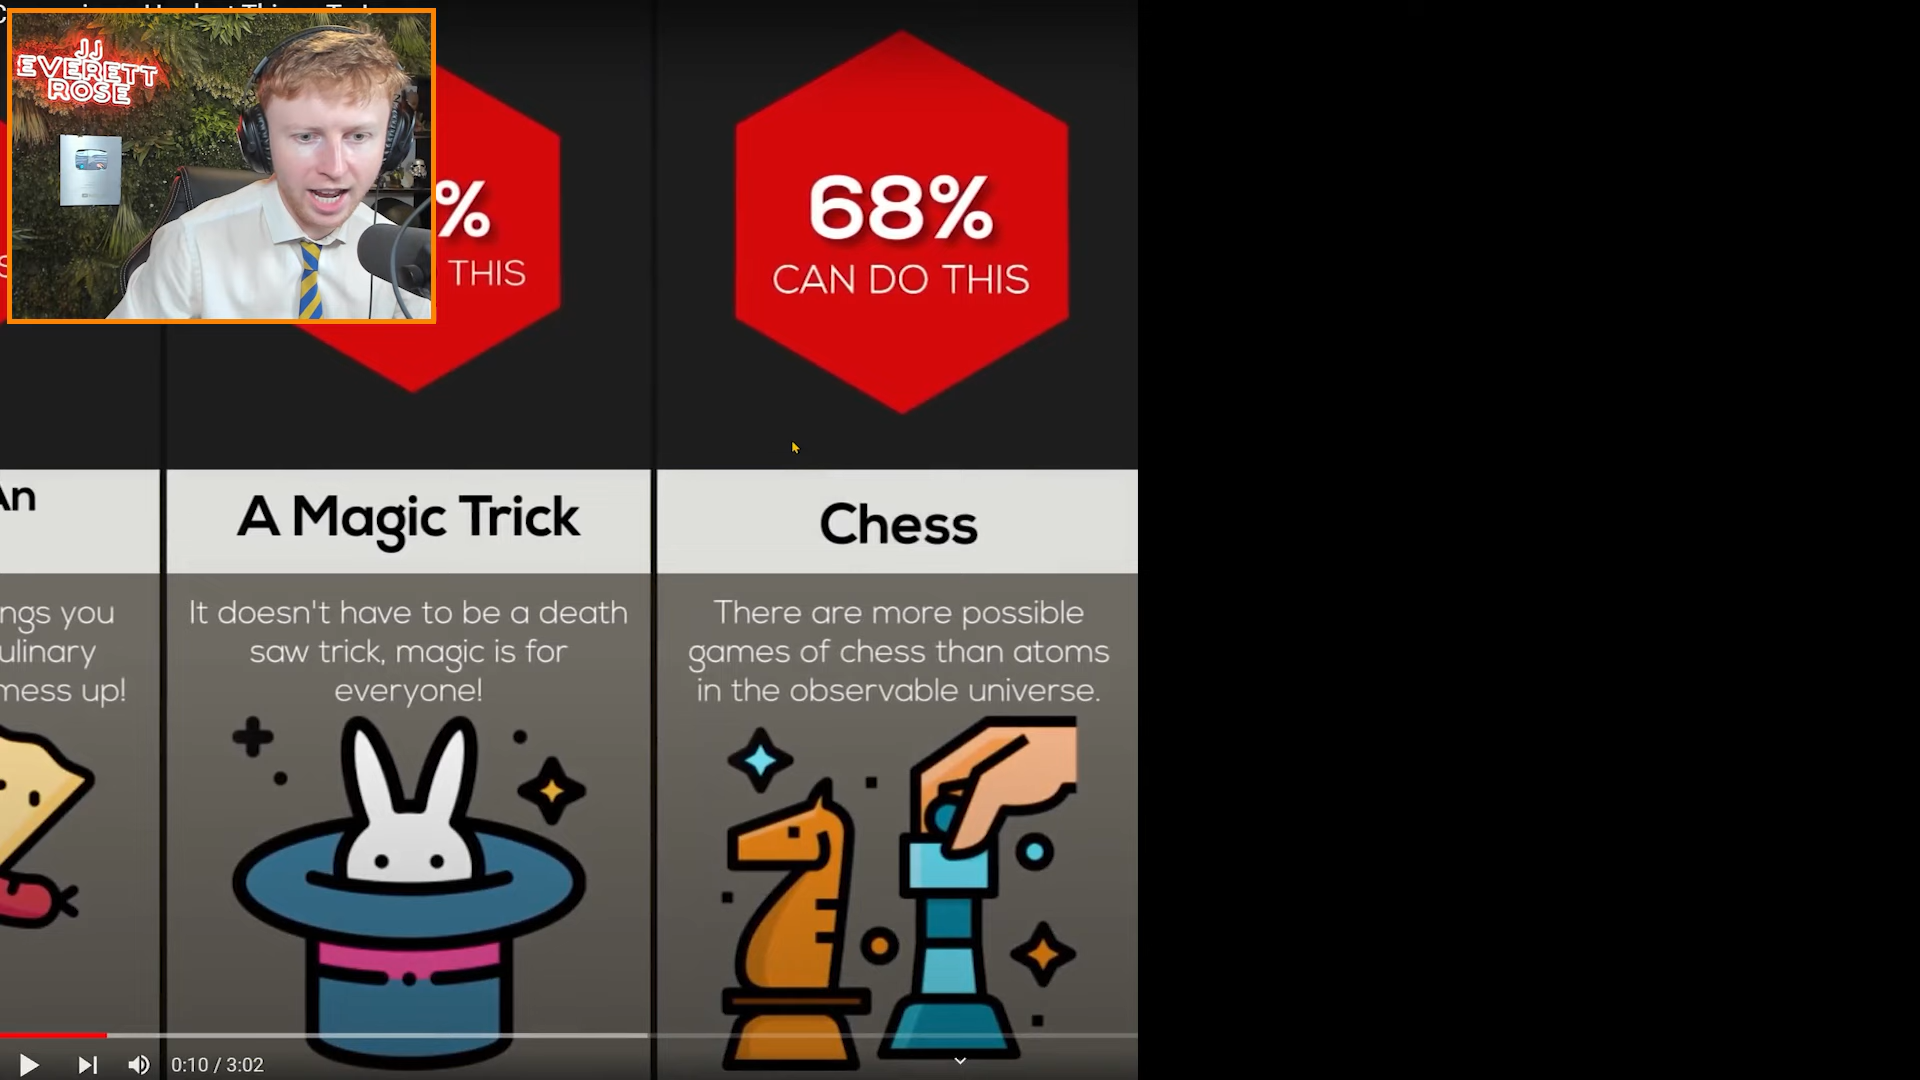 JJ
EVERETT
ROSE
%
THIS
68%
CAN DO THIS
An
A Magic Trick
Chess
ngs you
ulinary
mess up!
It doesn't have to be a death
saw trick, magic is for
everyone!
There are more possible
games of chess than atoms
in the observable universe.
0:10 / 3:02